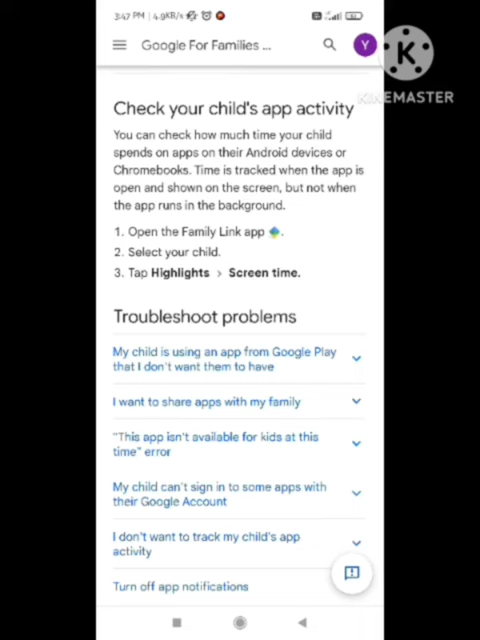 3:47 PM | 4.9KB/s
Google For Families ...
Y
K
KINEMASTER
Check your child's app activity
You can check how much time your child
spends on apps on their Android devices or
Chromebooks. Time is tracked when the app is
open and shown on the screen, but not when
the app runs in the background.
1. Open the Family Link app .
2. Select your child.
3. Tap Highlights > Screen time.
Troubleshoot problems
My child is using an app from Google Play
that I don't want them to have
I want to share apps with my family
"This app isn't available for kids at this
time" error
My child can't sign in to some apps with
their Google Account
I don't want to track my child's app
activity
Turn off app notifications